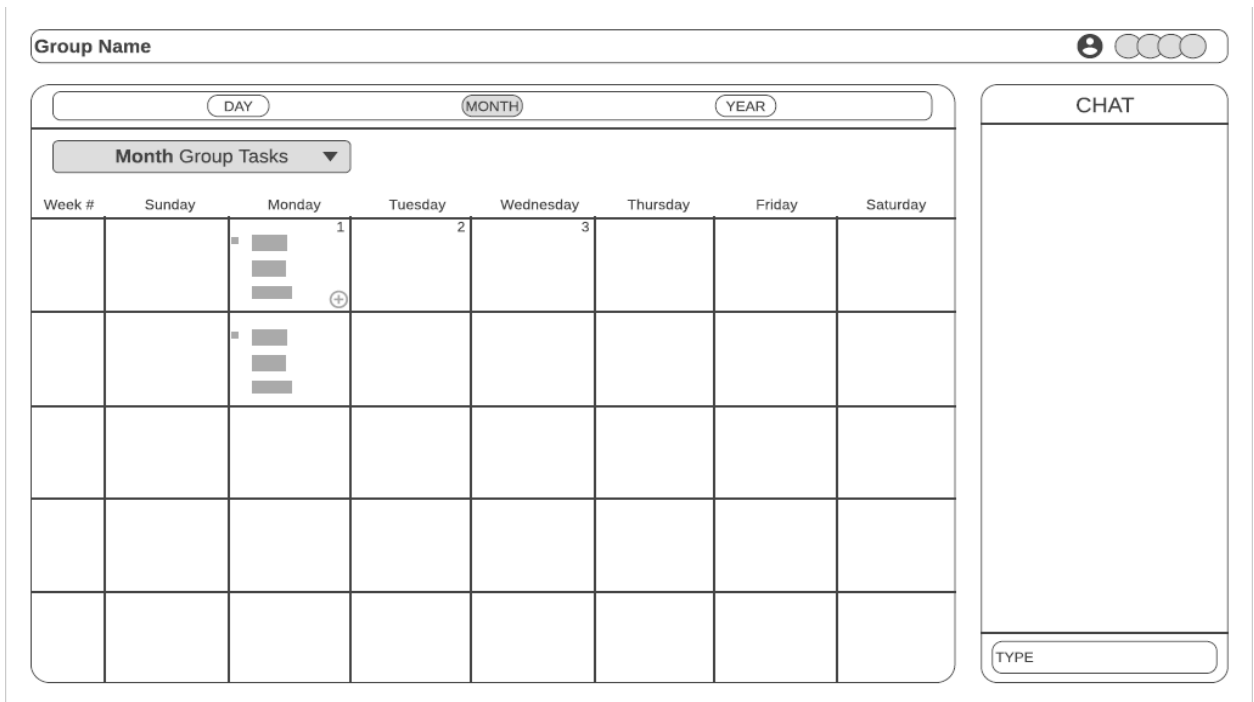 Group Name
DAY MONTH YEAR
CHAT
Month Group Tasks
Week # Sunday Monday Tuesday Wednesday Thursday Friday Saturday
1 2 3
TYPE